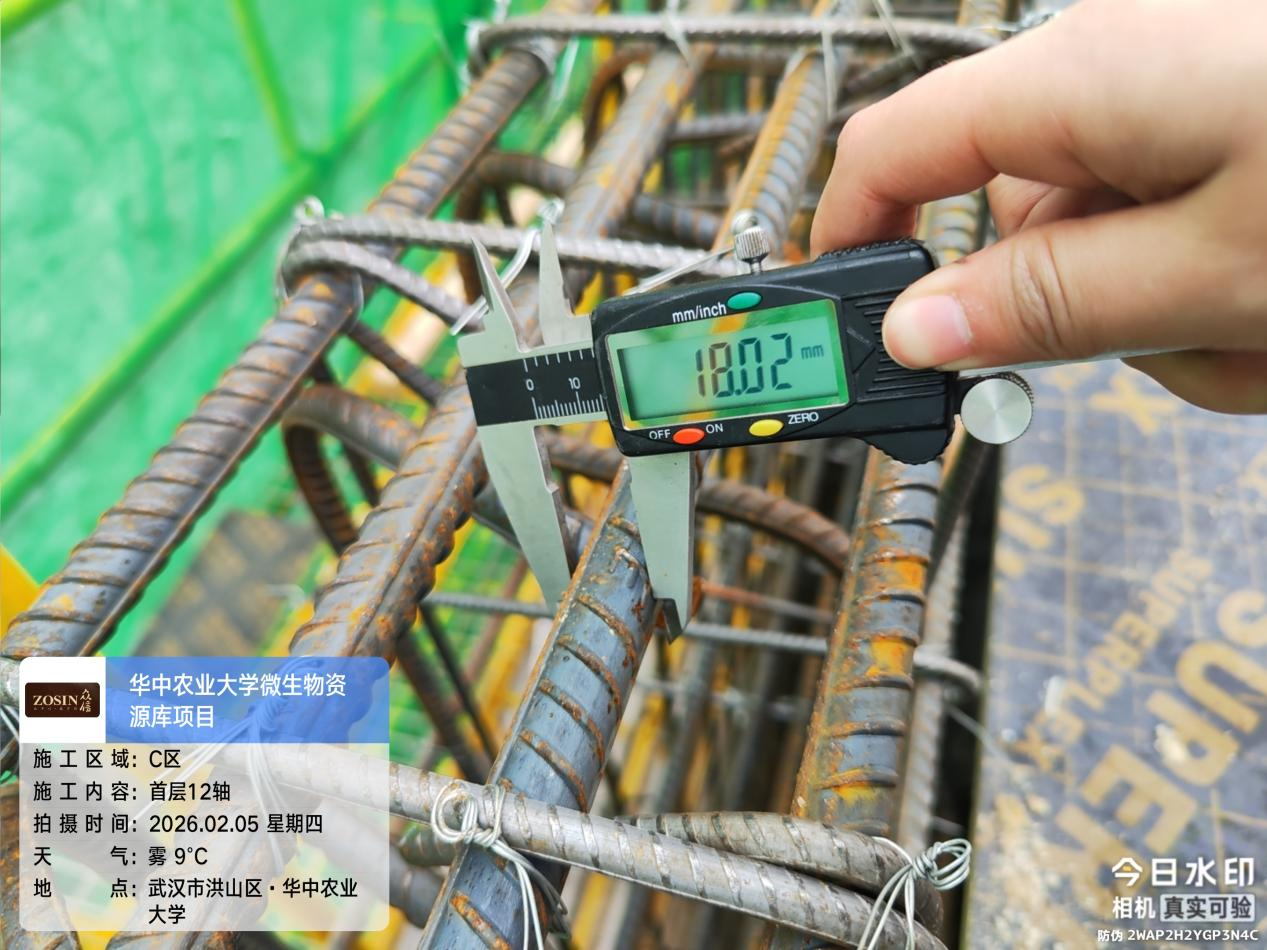 mm/inch
18.02 mm
0 10
OFF ON ZERO
SUPERPLEX
SUPER
ZOSIN 众信
华中农业大学微生物资
源库项目
施工区域：C区
施工内容：首层12轴
拍摄时间：2026.02.05 星期四
天气：雾 9℃
地点：武汉市洪山区·华中农业
大学
今日水印
相机 真实可验
防伪 2WAP2H2YGP3N4C